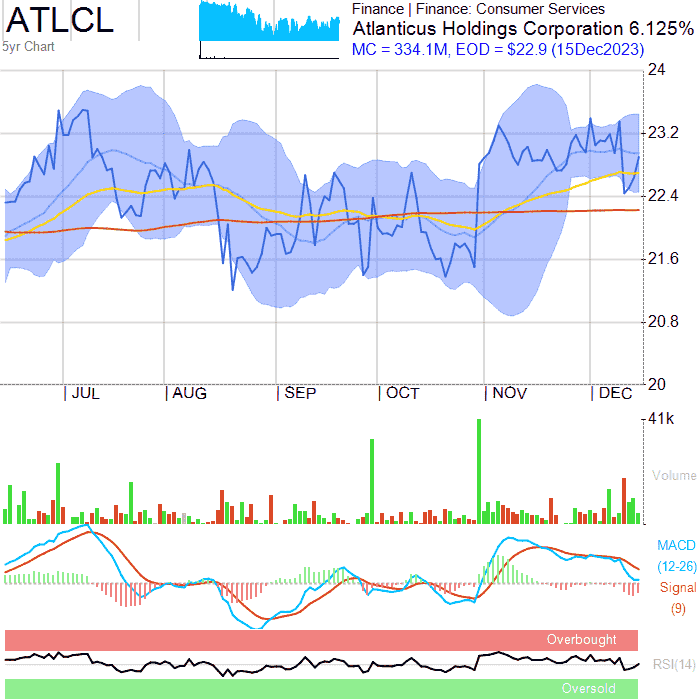 ATLCL
5yr Chart
Finance | Finance: Consumer Services
Atlanticus Holdings Corporation 6.125%
MC = 334.1M, EOD = $22.9 (15Dec2023)
24
23.2
22.4
21.6
20.8
20
| JUL | AUG | SEP | OCT | NOV | DEC
41k
Volume
MACD
(12-26)
Signal
(9)
Overbought
RSI(14)
Oversold